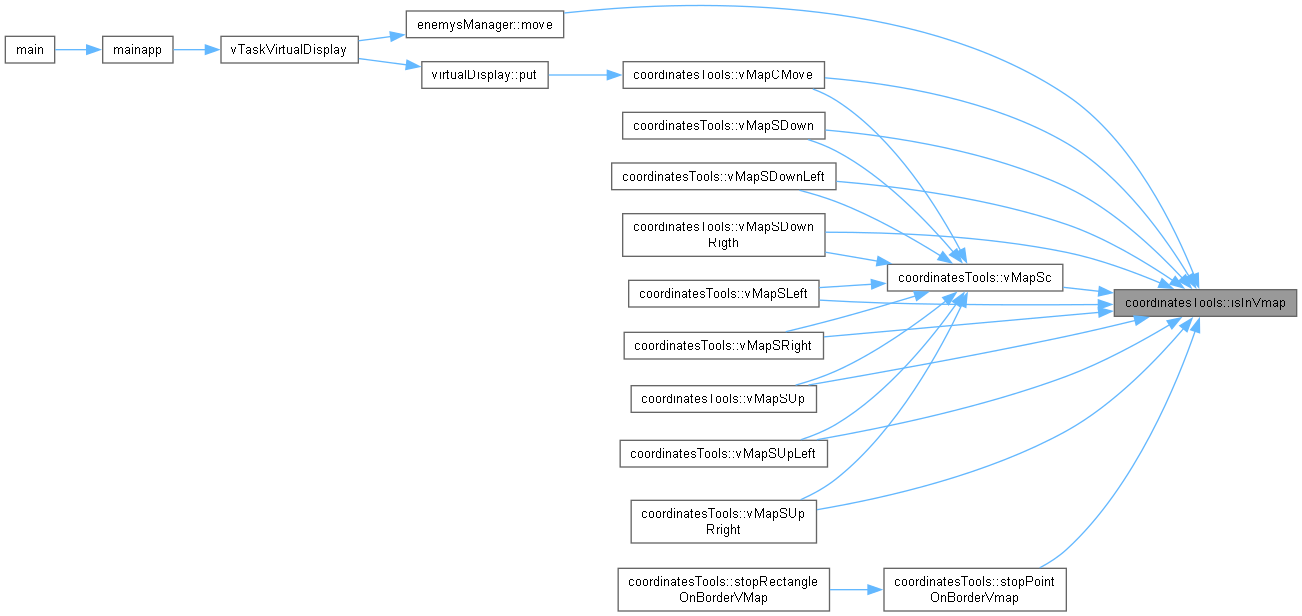 enemysManager::move
main
mainapp
vTaskVirtualDisplay
virtualDisplay::put
coordinatesTools::vMapCMove
coordinatesTools::vMapSDown
coordinatesTools::vMapSDownLeft
coordinatesTools::vMapSDown
Rigth
coordinatesTools::vMapSc
coordinatesTools::vMapSLeft
coordinatesTools::isInVmap
coordinatesTools::vMapSRight
coordinatesTools::vMapSUp
coordinatesTools::vMapSUpLeft
coordinatesTools::vMapSUp
Rright
coordinatesTools::stopRectangle
OnBorderVMap
coordinatesTools::stopPoint
OnBorderVmap